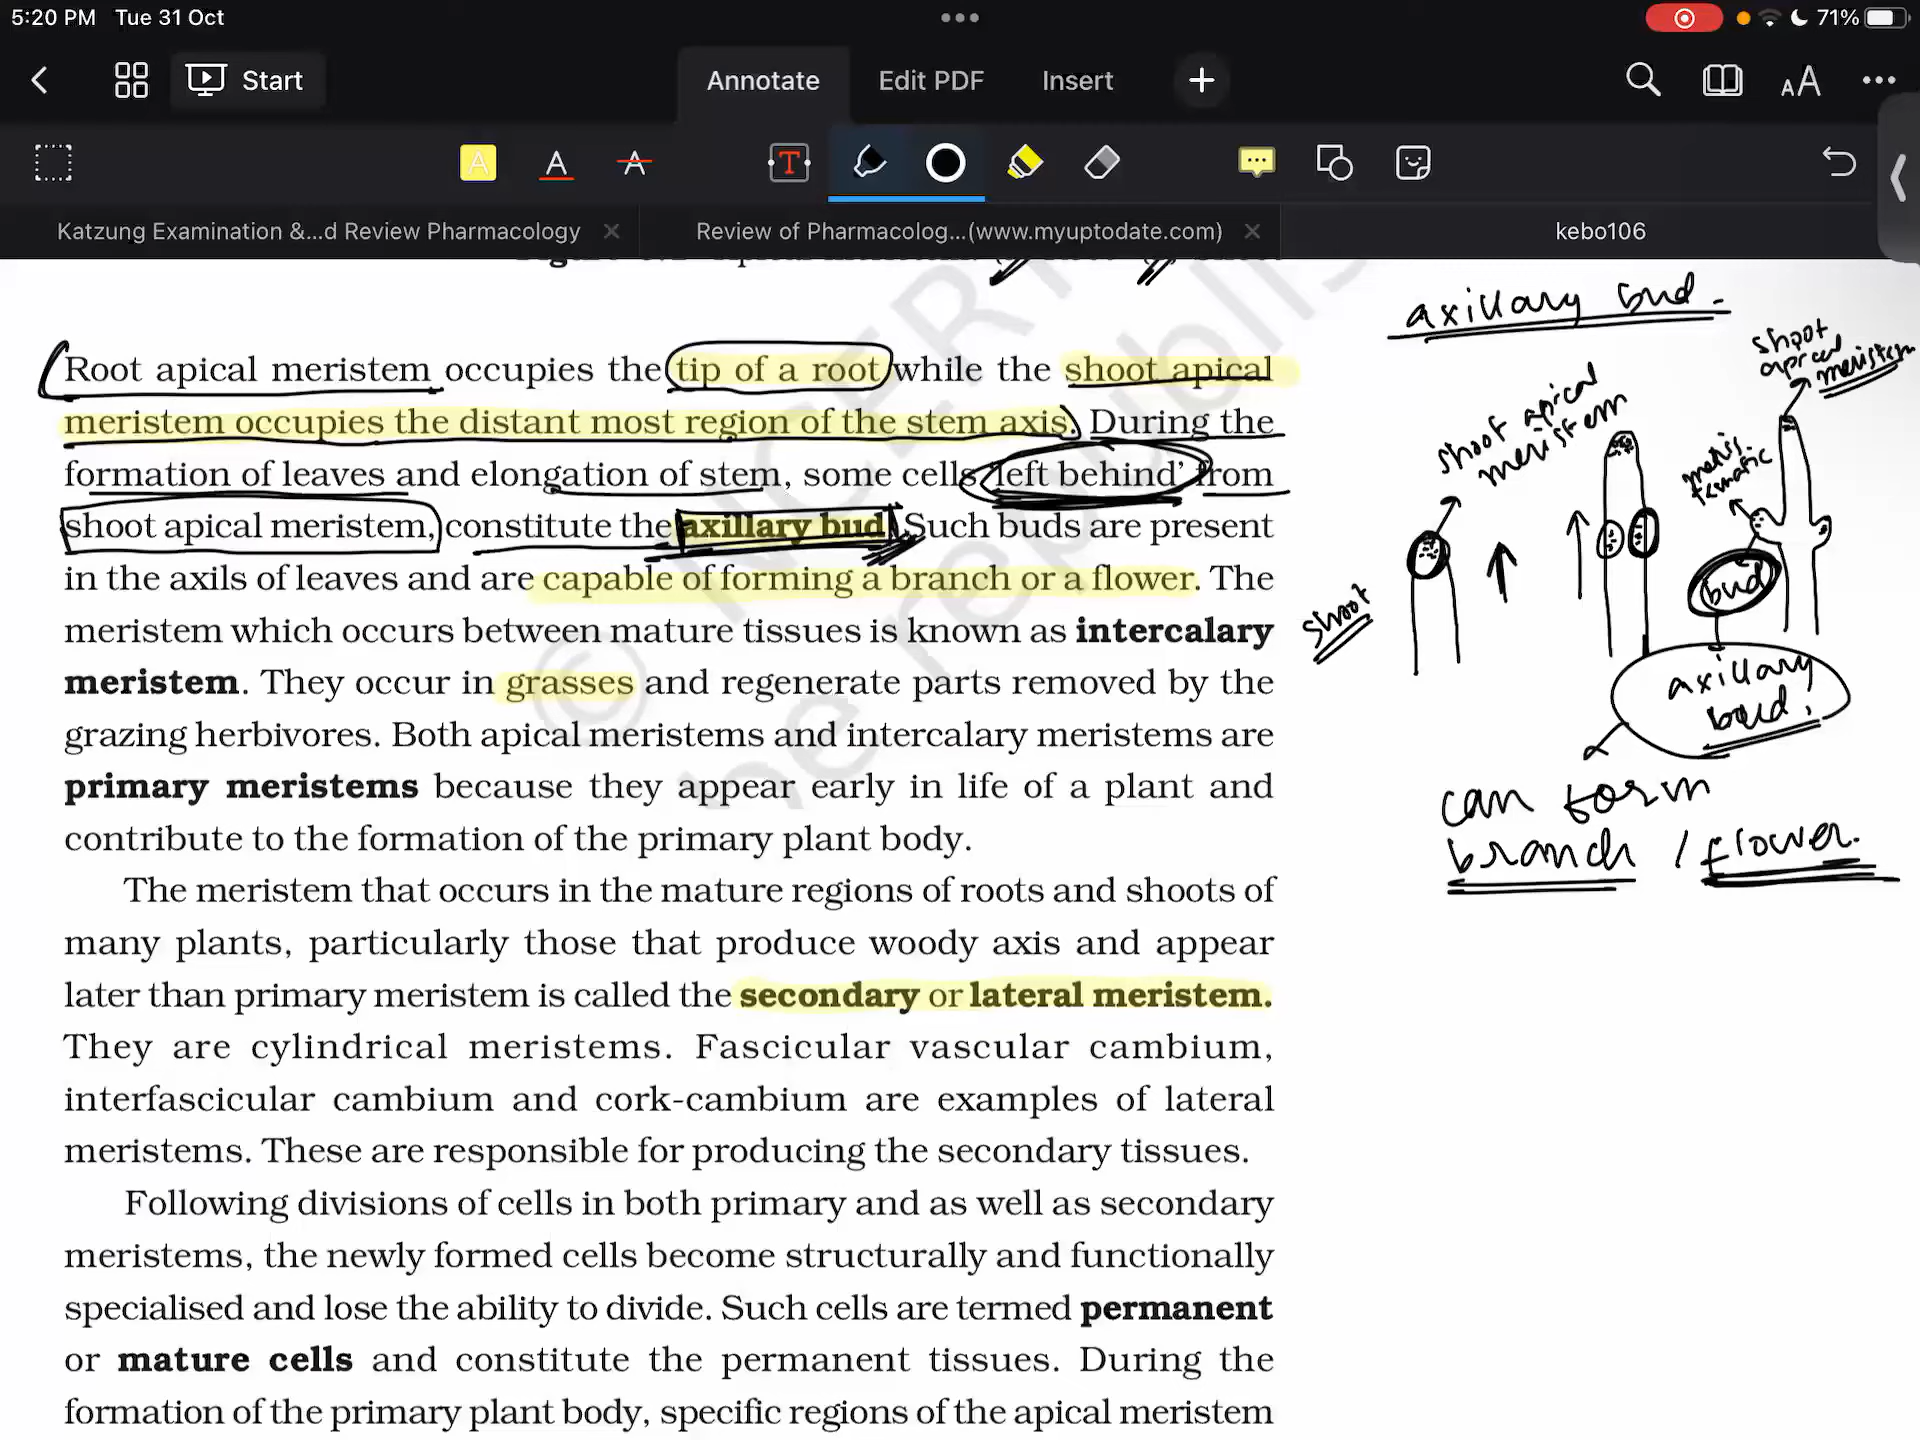 5:20 PM Tue 31 Oct
71%
Start
Annotate
Edit PDF
Insert
AA
A A A T
Katzung Examination &...d Review Pharmacology
Review of Pharmacolog...(www.myuptodate.com)
kebo106
Root apical meristem occupies the tip of a root while the shoot apical
meristem occupies the distant most region of the stem axis. During the
formation of leaves and elongation of stem, some cells 'left behind' from
shoot apical meristem, constitute the axillary bud. Such buds are present
in the axils of leaves and are capable of forming a branch or a flower. The
meristem which occurs between mature tissues is known as intercalary
meristem. They occur in grasses and regenerate parts removed by the
grazing herbivores. Both apical meristems and intercalary meristems are
primary meristems because they appear early in life of a plant and
contribute to the formation of the primary plant body.
The meristem that occurs in the mature regions of roots and shoots of
many plants, particularly those that produce woody axis and appear
later than primary meristem is called the secondary or lateral meristem.
They are cylindrical meristems. Fascicular vascular cambium,
interfascicular cambium and cork-cambium are examples of lateral
meristems. These are responsible for producing the secondary tissues.
Following divisions of cells in both primary and as well as secondary
meristems, the newly formed cells become structurally and functionally
specialised and lose the ability to divide. Such cells are termed permanent
or mature cells and constitute the permanent tissues. During the
formation of the primary plant body, specific regions of the apical meristem
© NCERT
be republis
axillary bud.
shoot
apical
meristem
shoot apical
meristem
shoot
bud
axillary
bud.
can form
branch / flower.